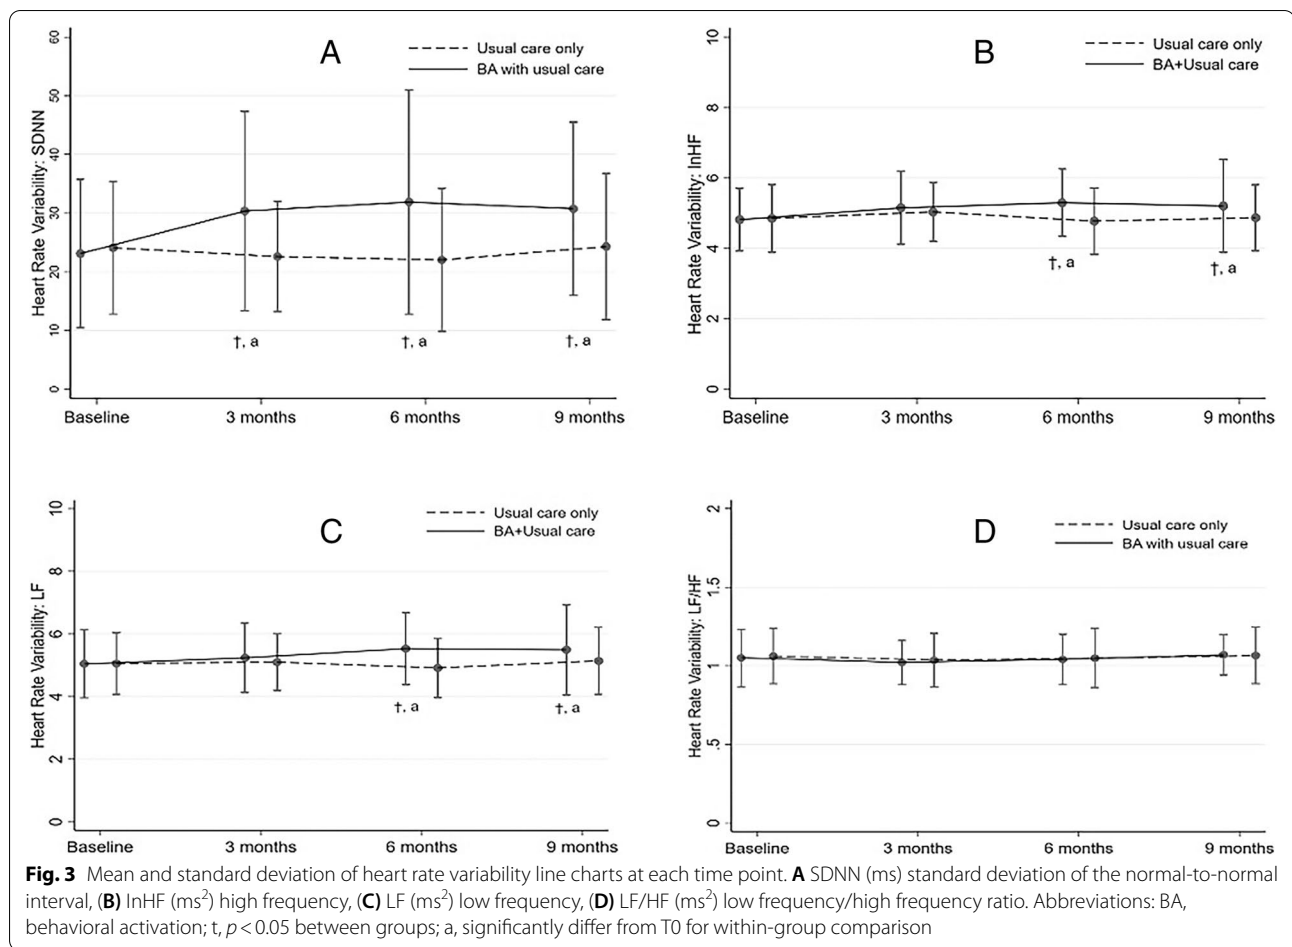 A
Usual care only
BA with usual care
Heart Rate Variability: SDNN
60
50
40
30
20
10
0
†, a
†, a
†, a
Baseline
3 months
6 months
9 months
B
Usual care only
BA+Usual care
Heart Rate Variability: lnHF
10
8
6
4
2
0
†, a
†, a
Baseline
3 months
6 months
9 months
C
Usual care only
BA+Usual care
Heart Rate Variability: LF
10
8
6
4
2
0
†, a
†, a
Baseline
3 months
6 months
9 months
D
Usual care only
BA with usual care
Heart Rate Variability: LF/HF
2
1.5
1
.5
0
Baseline
3 months
6 months
9 months
Fig. 3 Mean and standard deviation of heart rate variability line charts at each time point. A SDNN (ms) standard deviation of the normal-to-normal
interval, (B) lnHF (ms²) high frequency, (C) LF (ms²) low frequency, (D) LF/HF (ms²) low frequency/high frequency ratio. Abbreviations: BA,
behavioral activation; t, p < 0.05 between groups; a, significantly differ from T0 for within-group comparison